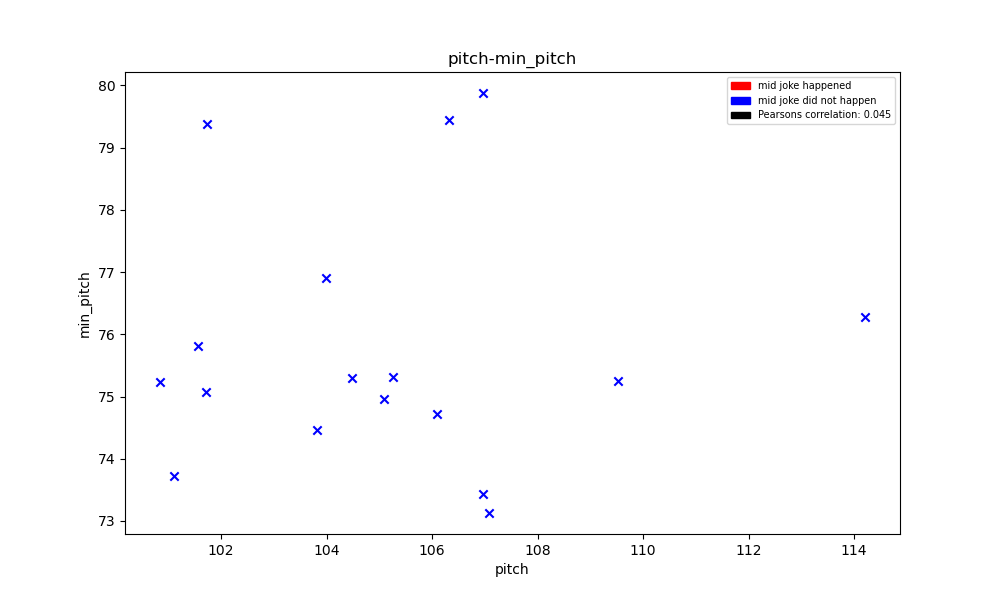 pitch-min_pitch
mid joke happened
mid joke did not happen
Pearsons correlation: 0.045
80
79
78
77
76
75
74
73
min_pitch
102 104 106 108 110 112 114
pitch